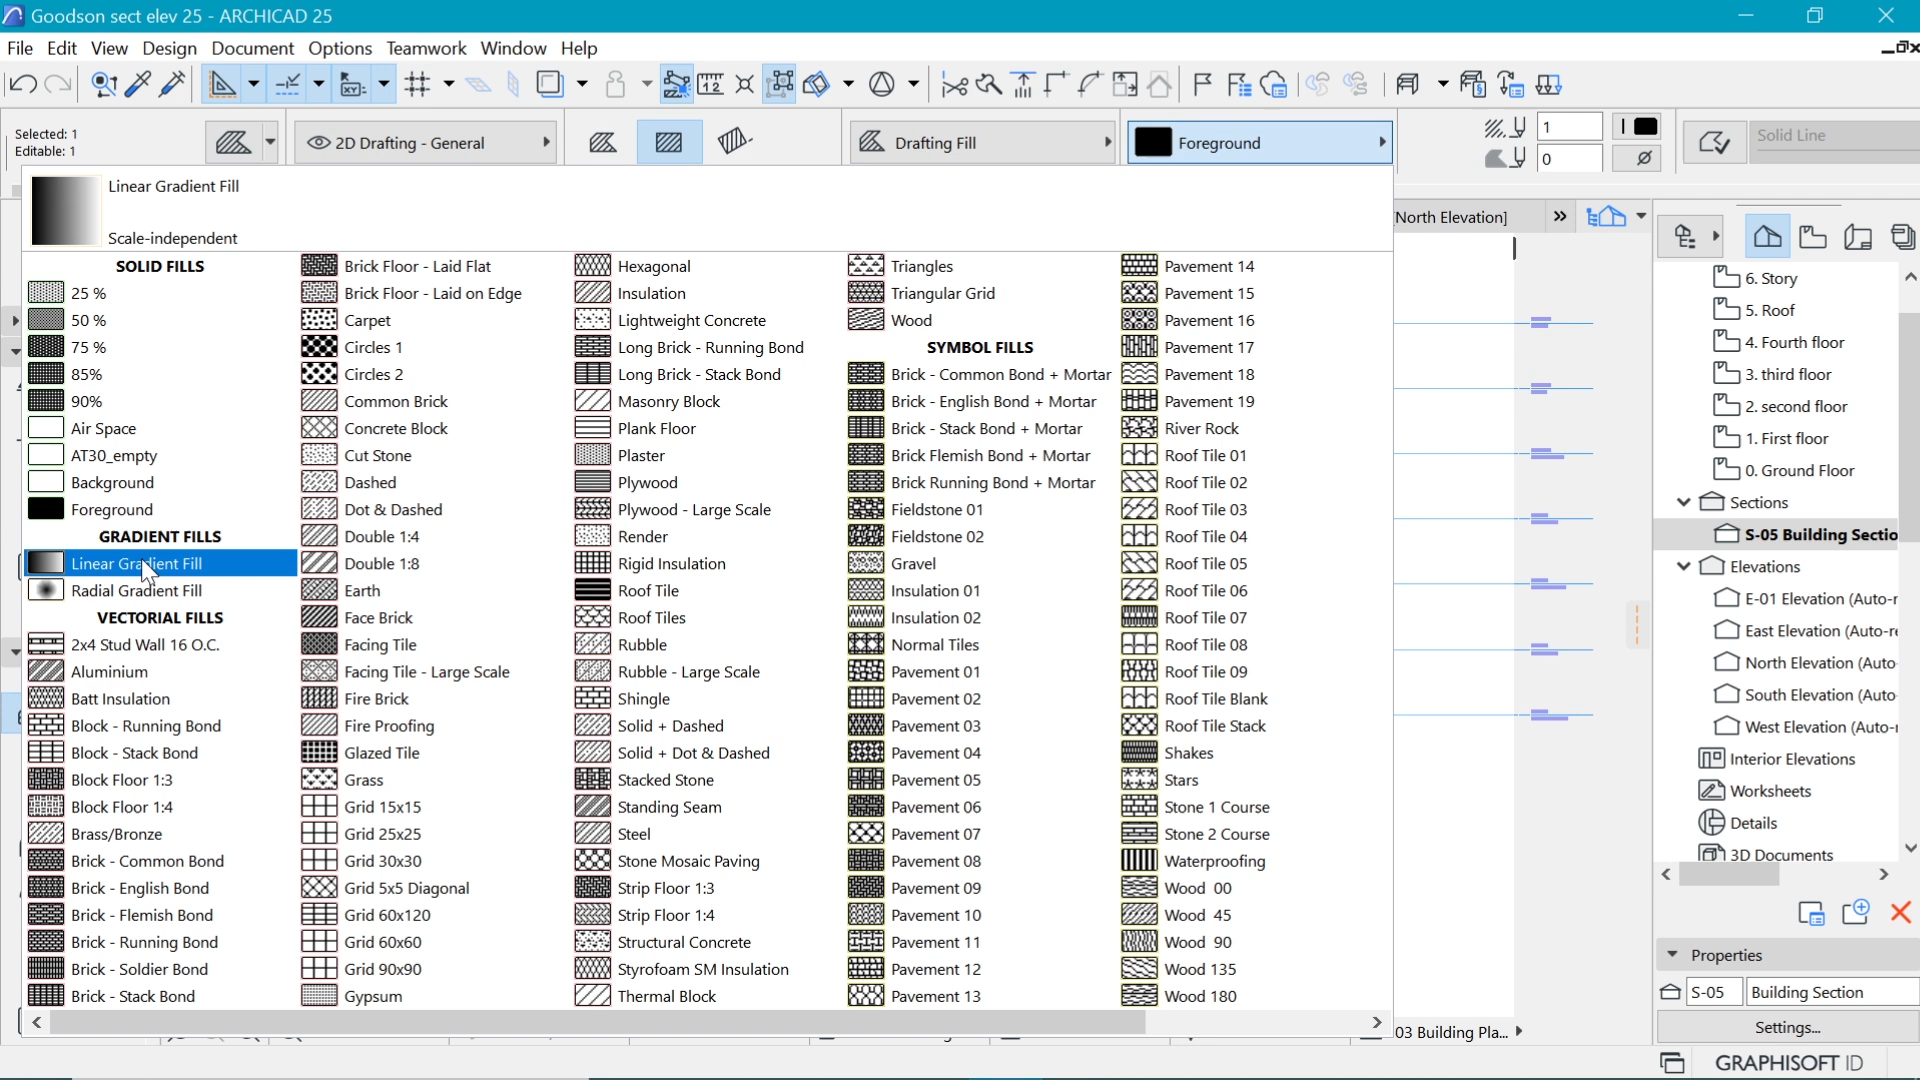 Goodson sect elev 25 - ARCHICAD 25
File Edit View Design Document Options Teamwork Window Help
Selected: 1
Editable: 1
2D Drafting - General
Drafting Fill
Foreground
1
0
Solid Line
Linear Gradient Fill
Scale-independent
SOLID FILLS
25 %
50 %
75 %
85%
90%
Air Space
AT30_empty
Background
Foreground
GRADIENT FILLS
Linear Gradient Fill
Radial Gradient Fill
VECTORIAL FILLS
2x4 Stud Wall 16 O.C.
Aluminium
Batt Insulation
Block - Running Bond
Block - Stack Bond
Block Floor 1:3
Block Floor 1:4
Brass/Bronze
Brick - Common Bond
Brick - English Bond
Brick - Flemish Bond
Brick - Running Bond
Brick - Soldier Bond
Brick - Stack Bond
Brick Floor - Laid Flat
Brick Floor - Laid on Edge
Carpet
Circles 1
Circles 2
Common Brick
Concrete Block
Cut Stone
Dashed
Dot & Dashed
Double 1:4
Double 1:8
Earth
Face Brick
Facing Tile
Facing Tile - Large Scale
Fire Brick
Fire Proofing
Glazed Tile
Grass
Grid 15x15
Grid 25x25
Grid 30x30
Grid 5x5 Diagonal
Grid 60x120
Grid 60x60
Grid 90x90
Gypsum
Hexagonal
Insulation
Lightweight Concrete
Long Brick - Running Bond
Long Brick - Stack Bond
Masonry Block
Plank Floor
Plaster
Plywood
Plywood - Large Scale
Render
Rigid Insulation
Roof Tile
Roof Tiles
Rubble
Rubble - Large Scale
Shingle
Solid + Dashed
Solid + Dot & Dashed
Stacked Stone
Standing Seam
Steel
Stone Mosaic Paving
Strip Floor 1:3
Strip Floor 1:4
Structural Concrete
Styrofoam SM Insulation
Thermal Block
Triangles
Triangular Grid
Wood
SYMBOL FILLS
Brick - Common Bond + Mortar
Brick - English Bond + Mortar
Brick - Stack Bond + Mortar
Brick Flemish Bond + Mortar
Brick Running Bond + Mortar
Fieldstone 01
Fieldstone 02
Gravel
Insulation 01
Insulation 02
Normal Tiles
Pavement 01
Pavement 02
Pavement 03
Pavement 04
Pavement 05
Pavement 06
Pavement 07
Pavement 08
Pavement 09
Pavement 10
Pavement 11
Pavement 12
Pavement 13
Pavement 14
Pavement 15
Pavement 16
Pavement 17
Pavement 18
Pavement 19
River Rock
Roof Tile 01
Roof Tile 02
Roof Tile 03
Roof Tile 04
Roof Tile 05
Roof Tile 06
Roof Tile 07
Roof Tile 08
Roof Tile 09
Roof Tile Blank
Roof Tile Stack
Shakes
Stars
Stone 1 Course
Stone 2 Course
Waterproofing
Wood 00
Wood 45
Wood 90
Wood 135
Wood 180
North Elevation]
03 Building Pla...
6. Story
5. Roof
4. Fourth floor
3. third floor
2. second floor
1. First floor
0. Ground Floor
Sections
S-05 Building Sectio
Elevations
E-01 Elevation (Auto-r
East Elevation (Auto-re
North Elevation (Auto
South Elevation (Auto
West Elevation (Auto-r
Interior Elevations
Worksheets
Details
3D Documents
Properties
S-05 Building Section
Settings...
GRAPHISOFT ID